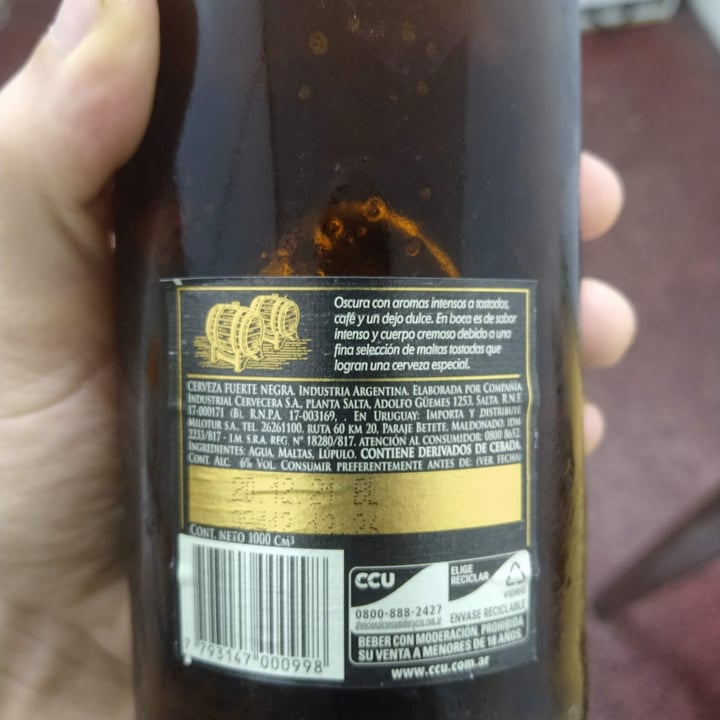 Oscura con aromas intensos a tostados,
café y un dejo dulce. En boca es de sabor
intenso y cuerpo cremoso debido a una
fina selección de maltas tostadas que
logran una cerveza especial.
CERVEZA FUERTE NEGRA. INDUSTRIA ARGENTINA. ELABORADA POR COMPAÑÍA
INDUSTRIAL CERVECERA S.A., PLANTA SALTA, ADOLFO GÜEMES 1253, SALTA, R.N.E.
17-000171 (B). R.N.P.A. 17-003169, . EN URUGUAY: IMPORTA Y DISTRIBUYE
MILOTUR S.A., TEL. 26261100. RUTA 60 KM 20, PARAJE BETETE, MALDONADO. IDM
2233/817 - I.M. S.R.A. REG. Nº 18280/817. ATENCIÓN AL CONSUMIDOR: 0800 8652.
INGREDIENTES: AGUA, MALTAS, LÚPULO. CONTIENE DERIVADOS DE CEBADA.
CONT. ALC. 6% VOL. CONSUMIR PREFERENTEMENTE ANTES DE: (VER FECHA)
CONT. NETO 1000 CM³
7 793147 000998
CCU
ELIGE
RECICLAR
VIDRIO
0800-888-2427
ENVASE RECICLABLE
atencionalconsumidor@ccu.com.ar
BEBER CON MODERACIÓN. PROHIBIDA
SU VENTA A MENORES DE 18 AÑOS.
www.ccu.com.ar